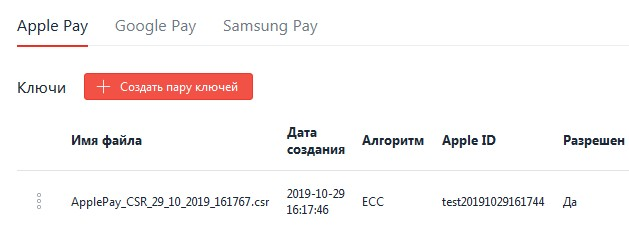 Apple Pay Google Pay Samsung Pay
Ключи + Создать пару ключей
Имя файла Дата создания Алгоритм Apple ID Разрешен
ApplePay_CSR_29_10_2019_161767.csr 2019-10-29 16:17:46 ECC test20191029161744 Да